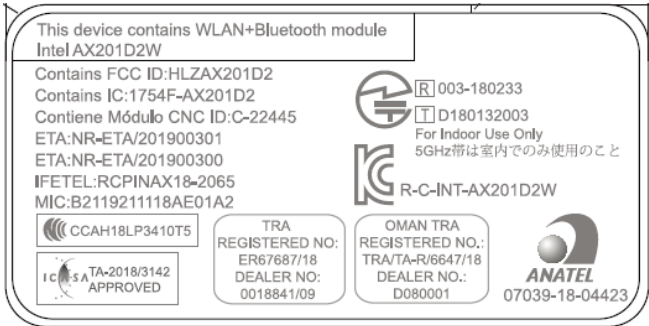 This device contains WLAN+Bluetooth module
Intel AX201D2W
Contains FCC ID:HLZAX201D2
Contains IC:1754F-AX201D2
Contiene Módulo CNC ID:C-22445
ETA:NR-ETA/201900301
ETA:NR-ETA/201900300
IFETEL:RCPINAX18-2065
MIC:B2119211118AE01A2
R 003-180233
T D180132003
For Indoor Use Only
5GHz帯は室内でのみ使用のこと
R-C-INT-AX201D2W
CCAH18LP3410T5
ICASA TA-2018/3142
APPROVED
TRA
REGISTERED NO:
ER67687/18
DEALER NO:
0018841/09
OMAN TRA
REGISTERED NO.:
TRA/TA-R/6647/18
DEALER NO.:
D080001
ANATEL
07039-18-04423